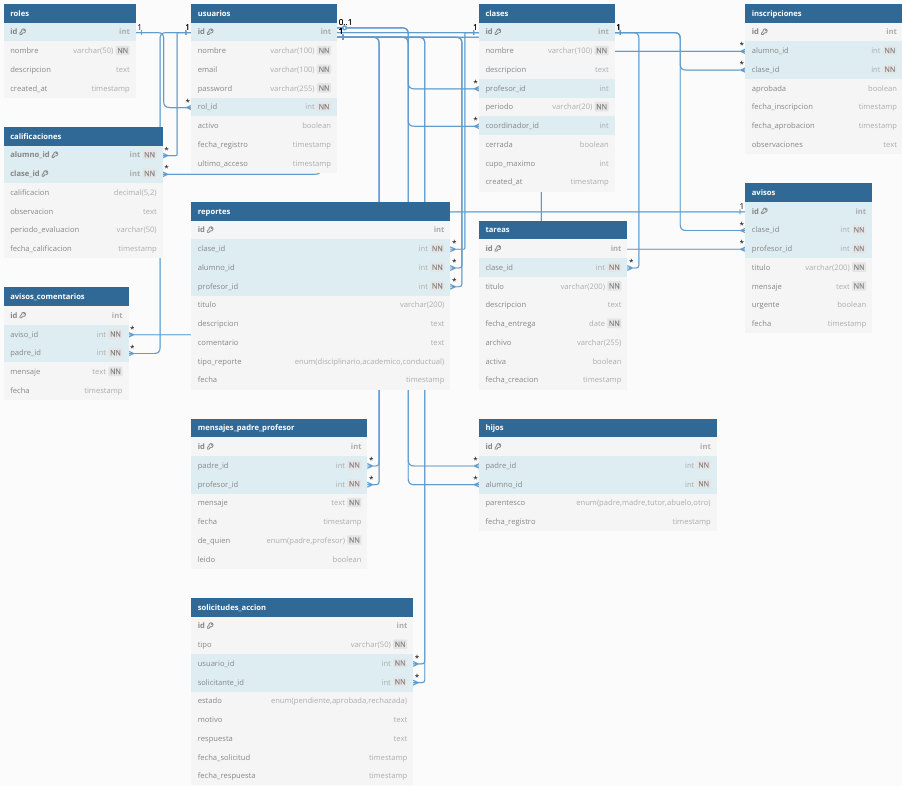 roles
id int
nombre varchar(50) NN
descripcion text
created_at timestamp
usuarios
id int
nombre varchar(100) NN
email varchar(100) NN
password varchar(255) NN
rol_id int NN
activo boolean
fecha_registro timestamp
ultimo_acceso timestamp
clases
id int
nombre varchar(100) NN
descripcion text
profesor_id int
periodo varchar(20) NN
coordinador_id int
cerrada boolean
cupo_maximo int
created_at timestamp
inscripciones
id int
alumno_id int NN
clase_id int NN
aprobada boolean
fecha_inscripcion timestamp
fecha_aprobacion timestamp
observaciones text
calificaciones
alumno_id int NN
clase_id int NN
calificacion decimal(5,2)
observacion text
periodo_evaluacion varchar(50)
fecha_calificacion timestamp
reportes
id int
clase_id int NN
alumno_id int NN
profesor_id int NN
titulo varchar(200)
descripcion text
comentario text
tipo_reporte enum(disciplinario,academico,conductual)
fecha timestamp
tareas
id int
clase_id int NN
titulo varchar(200) NN
descripcion text
fecha_entrega date NN
archivo varchar(255)
activa boolean
fecha_creacion timestamp
avisos
id int
clase_id int NN
profesor_id int NN
titulo varchar(200) NN
mensaje text NN
urgente boolean
fecha timestamp
avisos_comentarios
id int
aviso_id int NN
padre_id int NN
mensaje text NN
fecha timestamp
mensajes_padre_profesor
id int
padre_id int NN
profesor_id int NN
mensaje text NN
fecha timestamp
de_quien enum(padre,profesor) NN
leido boolean
hijos
id int
padre_id int NN
alumno_id int NN
parentesco enum(padre,madre,tutor,abuelo,otro)
fecha_registro timestamp
solicitudes_accion
id int
tipo varchar(50) NN
usuario_id int NN
solicitante_id int NN
estado enum(pendiente,aprobada,rechazada)
motivo text
respuesta text
fecha_solicitud timestamp
fecha_respuesta timestamp